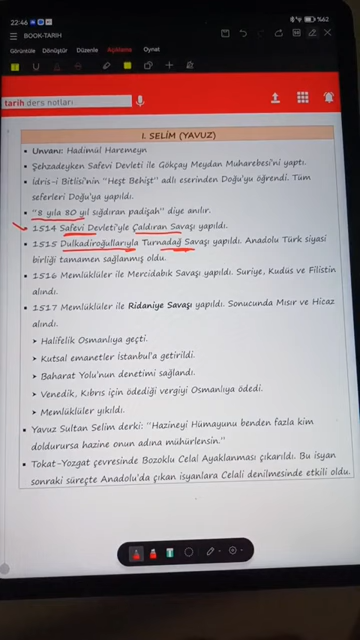 22:46
%62
BOOK-TARIH
Görüntüle Dönüştür Düzenle Açıklama Oynat
tarih ders notları
I. SELİM (YAVUZ)
• Unvanı: Hadimül Haremeyn
• Şehzadeyken Safevi Devleti ile Gökçay Meydan Muharebesi'ni yaptı.
• İdris-i Bitlisi'nin "Heşt Behişt" adlı eserinden Doğu'yu öğrendi. Tüm
seferleri Doğu'ya yapıldı.
• "8 yıla 80 yıl sığdıran padişah" diye anılır.
• 1514 Safevi Devleti'yle Çaldıran Savaşı yapıldı.
• 1515 Dulkadiroğullarıyla Turnadağ Savaşı yapıldı. Anadolu Türk siyasi
birliği tamamen sağlanmış oldu.
• 1516 Memlüklüler ile Mercidabık Savaşı yapıldı. Suriye, Kudüs ve Filistin
alındı.
• 1517 Memlüklüler ile Ridaniye Savaşı yapıldı. Sonucunda Mısır ve Hicaz
alındı.
➤ Halifelik Osmanlıya geçti.
➤ Kutsal emanetler İstanbul'a getirildi.
➤ Baharat Yolu'nun denetimi sağlandı.
➤ Venedik, Kıbrıs için ödediği vergiyi Osmanlıya ödedi.
➤ Memlüklüler yıkıldı.
• Yavuz Sultan Selim derki: "Hazineyi Hümayunu benden fazla kim
doldurursa hazine onun adına mühürlensin."
• Tokat-Yozgat çevresinde Bozoklu Celal Ayaklanması çıkarıldı. Bu isyan
sonraki süreçte Anadolu'da çıkan isyanlara Celali denilmesinde etkili oldu.